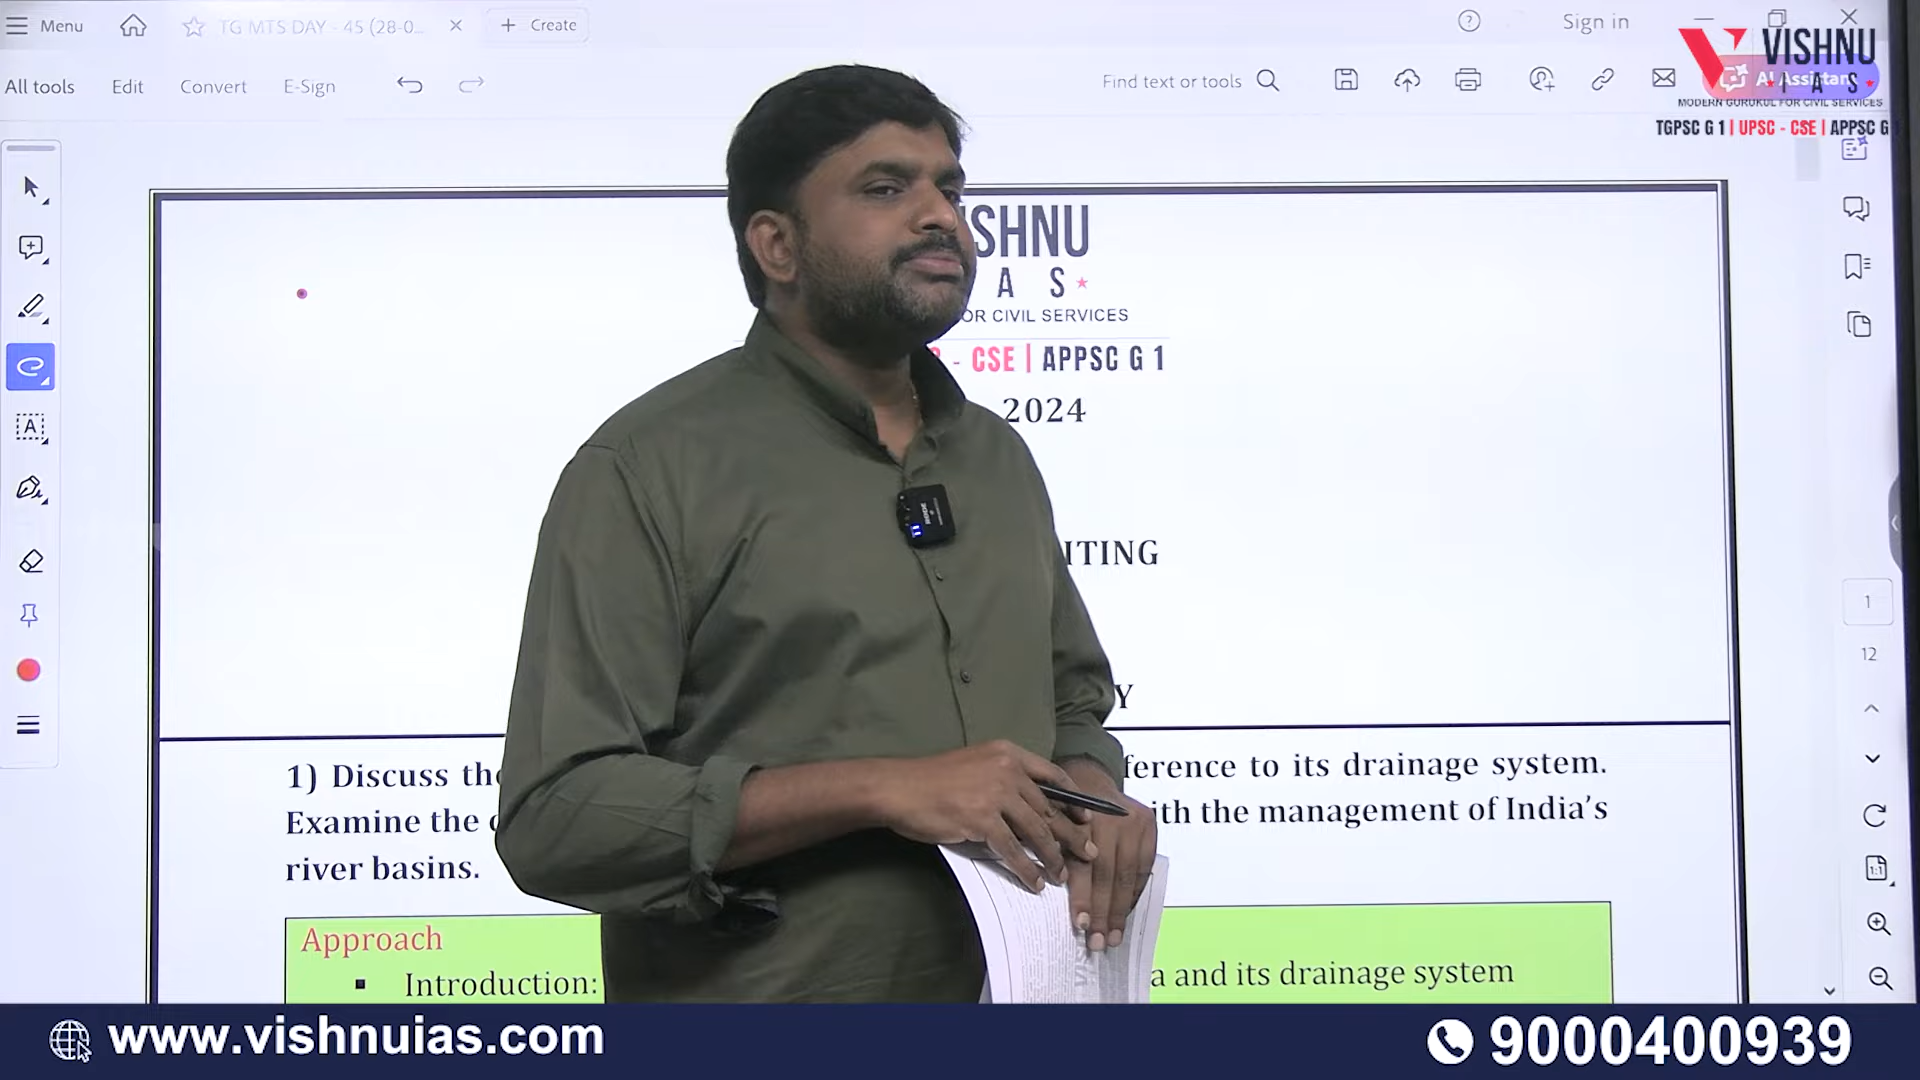 Menu
TG MTS DAY - 45 (28-0...
Create
Sign in
All tools
Edit
Convert
E-Sign
Find text or tools
AI Assistant
VISHNU
I A S
MODERN GURUKUL FOR CIVIL SERVICES
TGPSC G 1 | UPSC - CSE | APPSC G
ISHNU
A S
OR CIVIL SERVICES
- CSE | APPSC G 1
2024
ITING
Y
1
12
1) Discuss the
ference to its drainage system.
Examine the
ith the management of India's
river basins.
Approach
Introduction:
a and its drainage system
www.vishnuias.com
9000400939